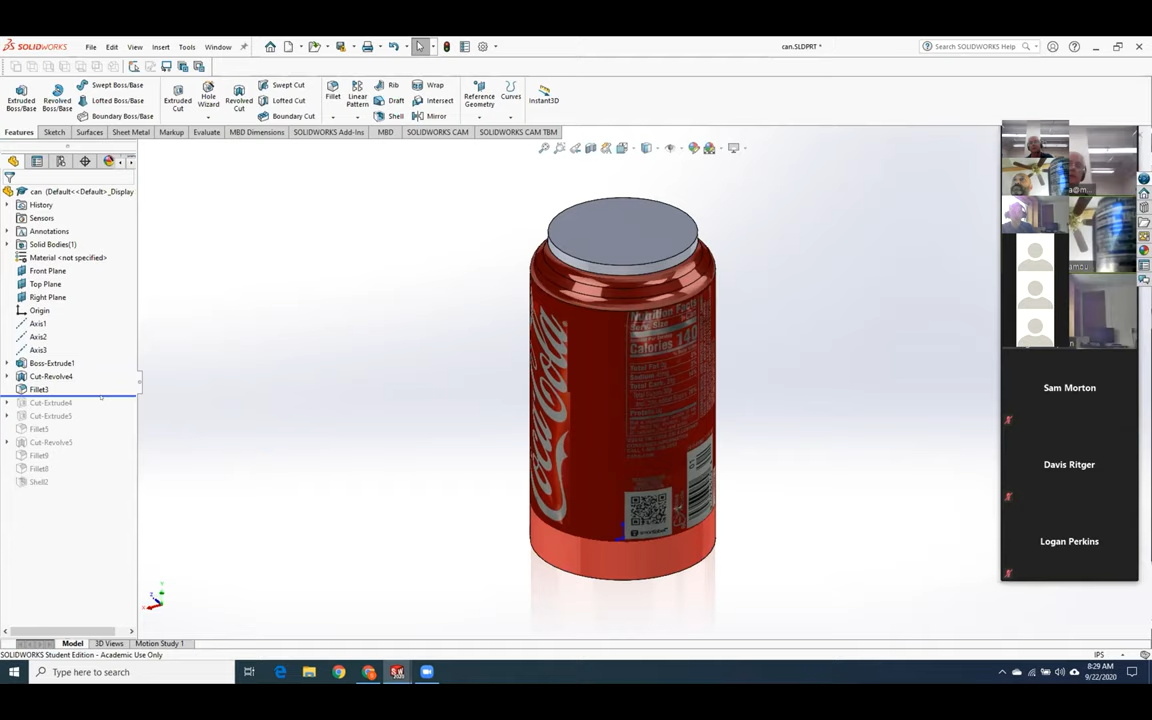 SOLIDWORKS File Edit View Insert Tools Window can.SLDPRT * Search SOLIDWORKS Help
Extruded Boss/Base
Revolved Boss/Base
Swept Boss/Base
Lofted Boss/Base
Boundary Boss/Base
Extruded Cut
Hole Wizard
Revolved Cut
Swept Cut
Lofted Cut
Boundary Cut
Fillet
Linear Pattern
Rib
Draft
Shell
Wrap
Intersect
Mirror
Reference Geometry
Curves
Instant3D
Features Sketch Surfaces Sheet Metal Markup Evaluate MBD Dimensions SOLIDWORKS Add-Ins MBD SOLIDWORKS CAM SOLIDWORKS CAM TBM
can (Default<<Default>_Display
History
Sensors
Annotations
Solid Bodies(1)
Material <not specified>
Front Plane
Top Plane
Right Plane
Origin
Axis1
Axis2
Axis3
Boss-Extrude1
Cut-Revolve4
Fillet3
Cut-Extrude4
Cut-Extrude5
Fillet5
Cut-Revolve5
Fillet9
Fillet8
Shell2
Coca-Cola
Nutrition Facts
Calories 140
Sam Morton
Davis Ritger
Logan Perkins
Model 3D Views Motion Study 1
SOLIDWORKS Student Edition - Academic Use Only
IPS
Type here to search
8:29 AM
9/22/2020